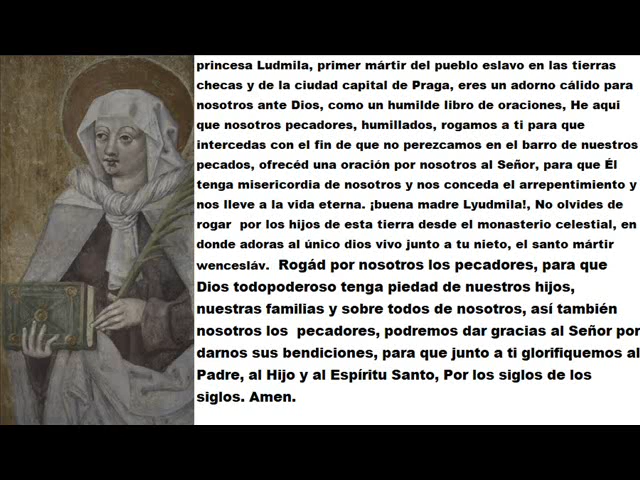 princesa Ludmila, primer mártir del pueblo eslavo en las tierras
checas y de la ciudad capital de Praga, eres un adorno cálido para
nosotros ante Dios, como un humilde libro de oraciones, He aqui
que nosotros pecadores, humillados, rogamos a ti para que
intercedas con el fin de que no perezcamos en el barro de nuestros
pecados, ofrecéd una oración por nosotros al Señor, para que Él
tenga misericordia de nosotros y nos conceda el arrepentimiento y
nos lleve a la vida eterna. ¡buena madre Lyudmila!, No olvides de
rogar por los hijos de esta tierra desde el monasterio celestial, en
donde adoras al único dios vivo junto a tu nieto, el santo mártir
wencesláv. Rogád por nosotros los pecadores, para que
Dios todopoderoso tenga piedad de nuestros hijos,
nuestras familias y sobre todos de nosotros, así también
nosotros los pecadores, podremos dar gracias al Señor por
darnos sus bendiciones, para que junto a ti glorifiquemos al
Padre, al Hijo y al Espíritu Santo, Por los siglos de los
siglos. Amen.